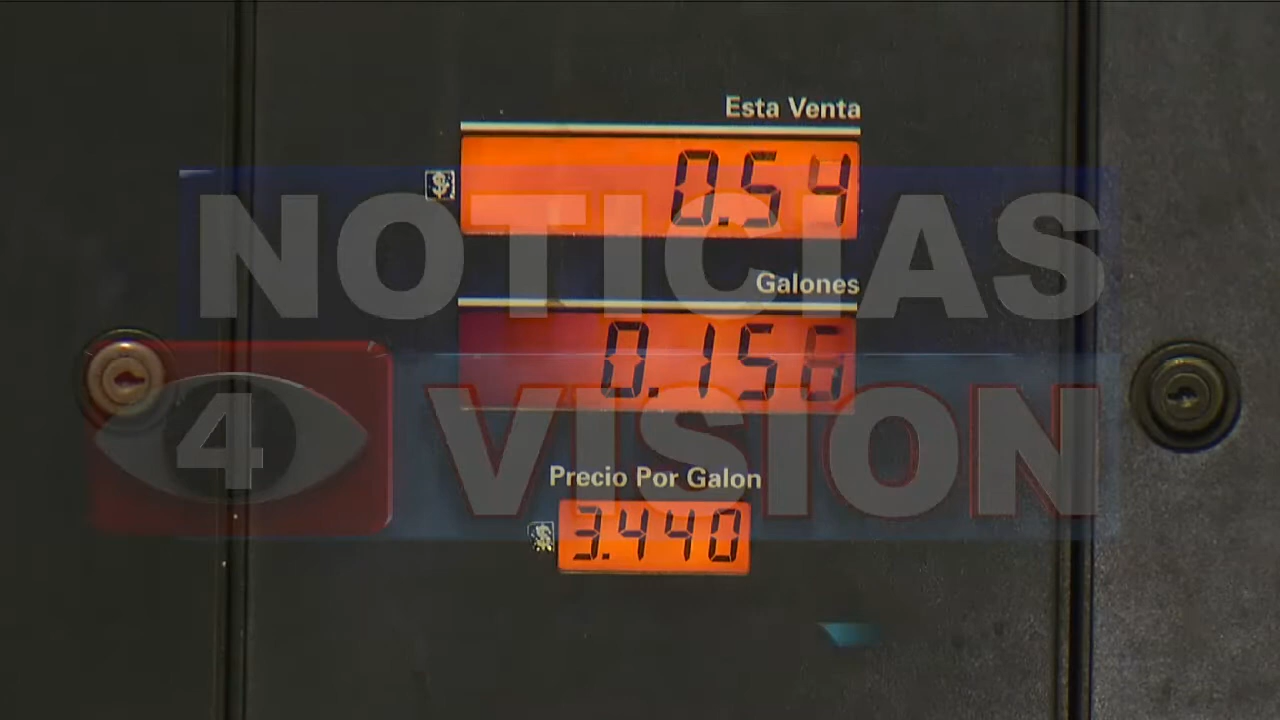 Esta Venta
$ 0.54
NOTICIAS
Galones
0.156
4 VISION
Precio Por Galon
$ 3.440